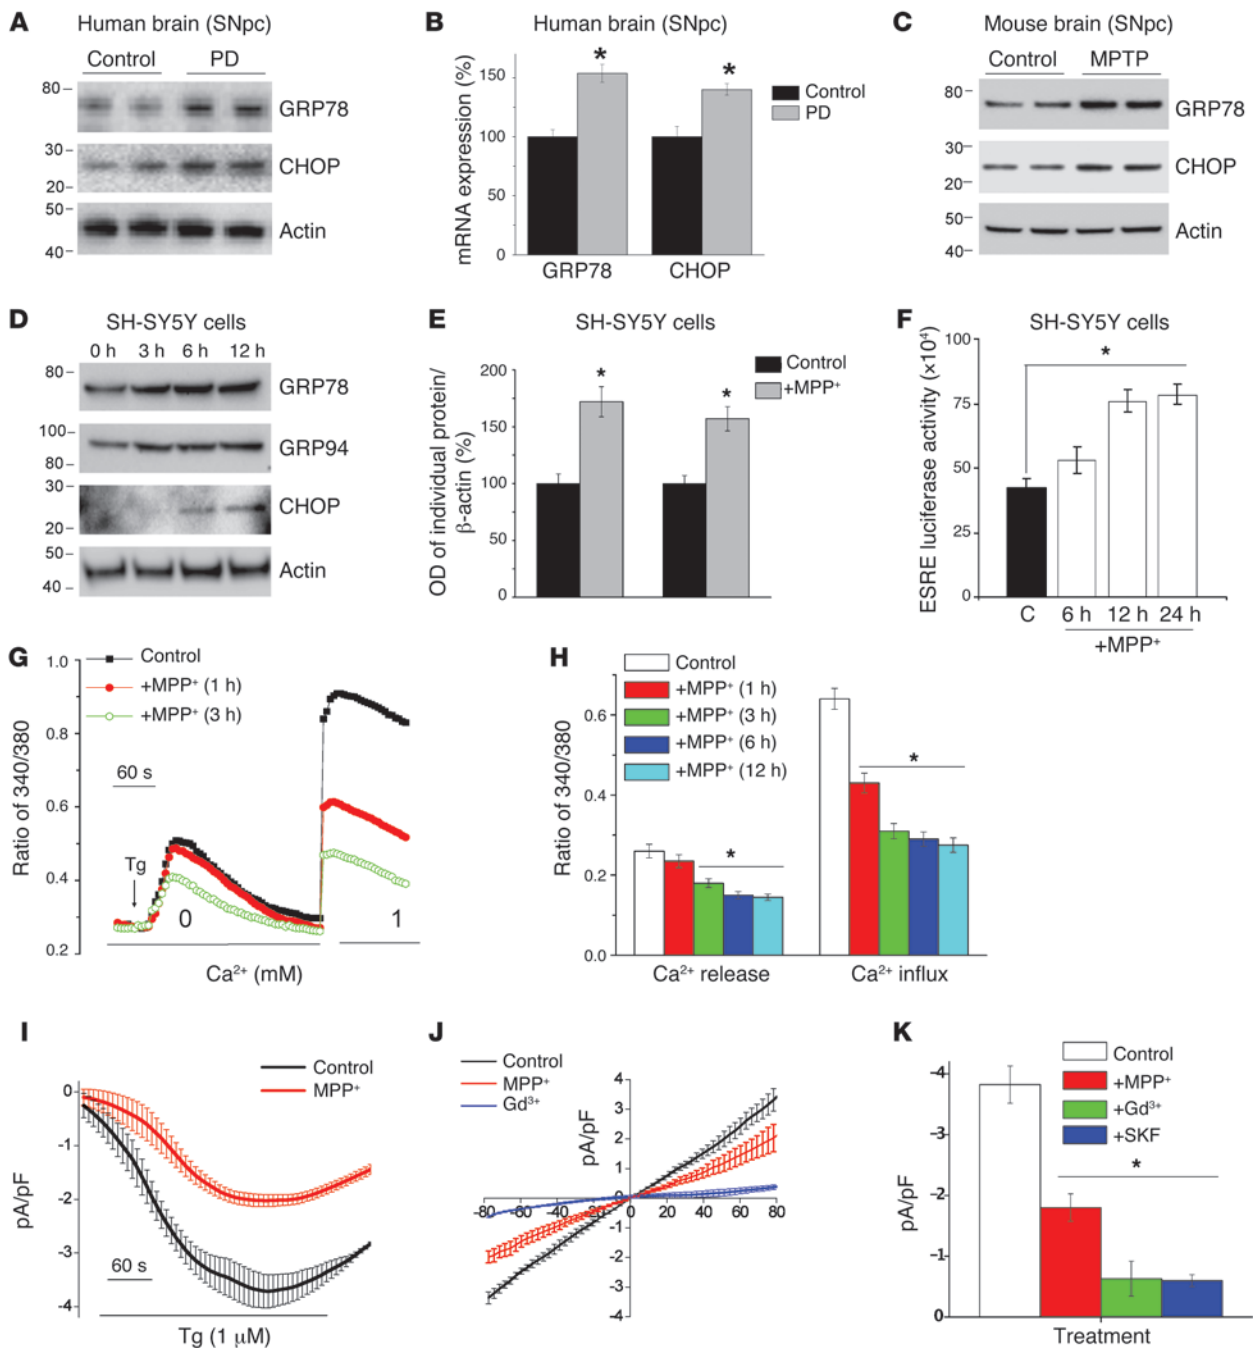 A Human brain (SNpc)
Control PD
80
GRP78
30
CHOP
20
50
Actin
40
B Human brain (SNpc)
mRNA expression (%)
150
100
50
0
* *
Control
PD
GRP78 CHOP
C Mouse brain (SNpc)
Control MPTP
80
GRP78
30
CHOP
20
50
Actin
40
D SH-SY5Y cells
0 h 3 h 6 h 12 h
80
GRP78
100
GRP94
80
30
CHOP
20
50
Actin
40
E SH-SY5Y cells
OD of individual protein/
β-actin (%)
200
150
100
50
0
* *
Control
+MPP⁺
F SH-SY5Y cells
ESRE luciferase activity (×10⁴)
100
75
50
25
0
*
C 6 h 12 h 24 h
+MPP⁺
G
Control
+MPP⁺ (1 h)
+MPP⁺ (3 h)
Ratio of 340/380
1.0
0.8
0.6
0.4
0.2
60 s
Tg
0 1
Ca²⁺ (mM)
H
Control
+MPP⁺ (1 h)
+MPP⁺ (3 h)
+MPP⁺ (6 h)
+MPP⁺ (12 h)
Ratio of 340/380
0.6
0.4
0.2
0.0
* *
Ca²⁺ release Ca²⁺ influx
I
Control
MPP⁺
pA/pF
0
-1
-2
-3
-4
60 s
Tg (1 µM)
J
Control
MPP⁺
Gd³⁺
pA/pF
4
3
2
1
-80 -60 -40 -20 0 20 40 60 80
-1
-2
-3
-4
K
Control
+MPP⁺
+Gd³⁺
+SKF
pA/pF
-4
-4
-2
-1
0
*
Treatment